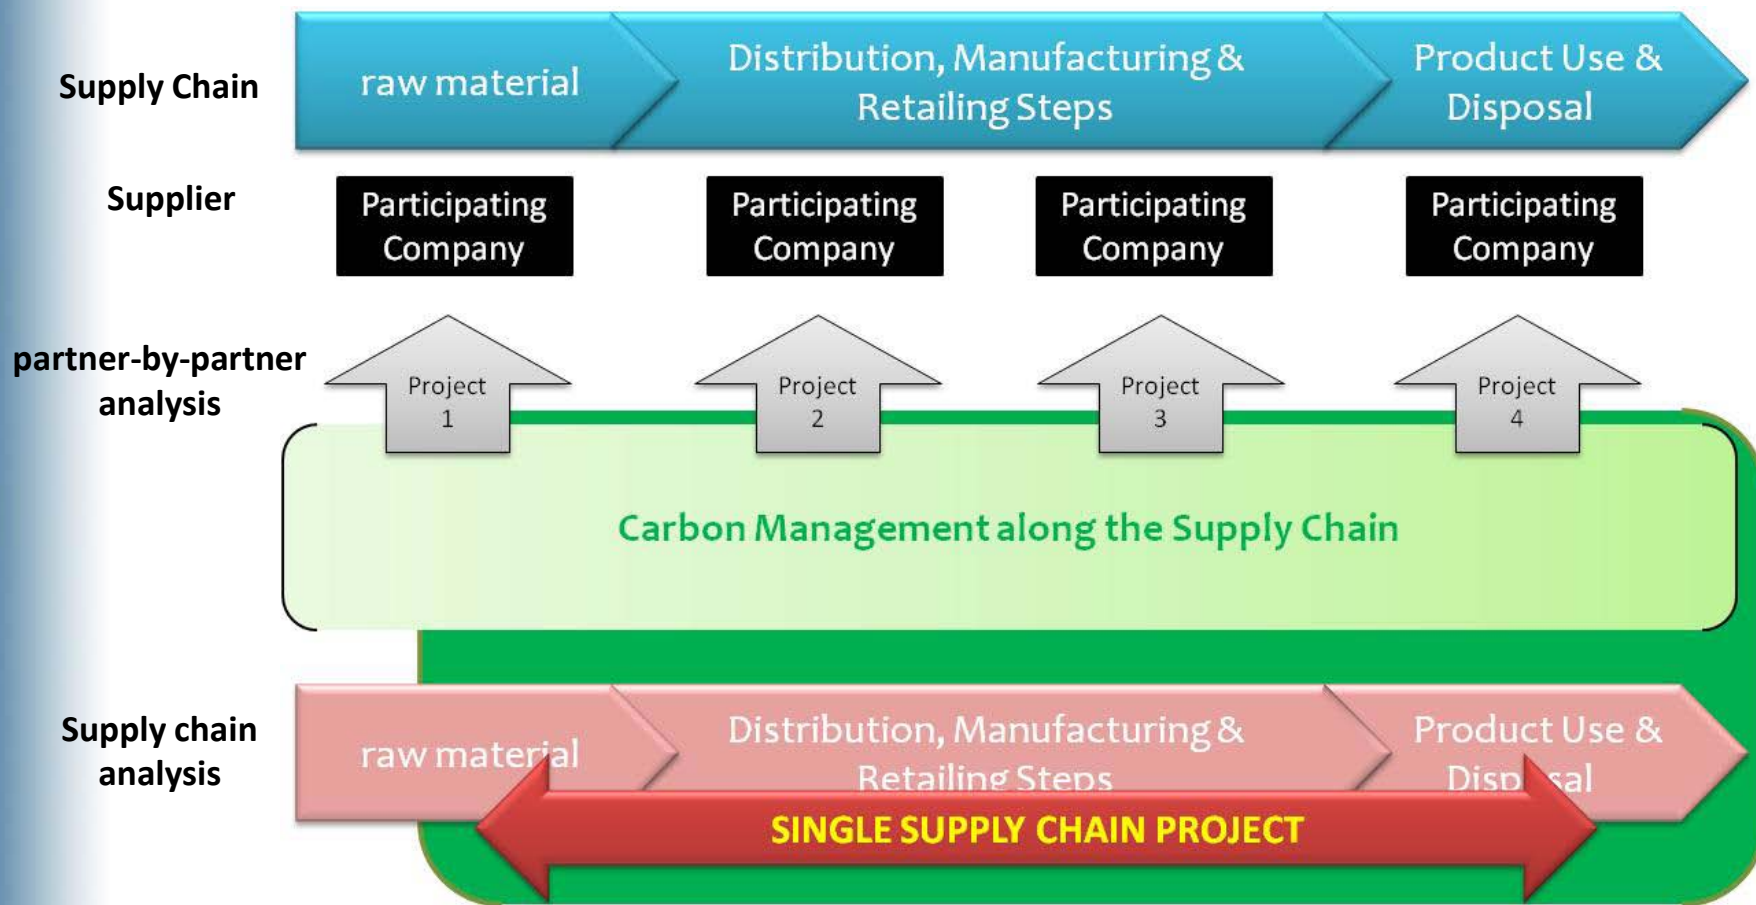 Supply Chain
raw material
Distribution, Manufacturing &
Retailing Steps
Product Use &
Disposal
Supplier
Participating
Company
Participating
Company
Participating
Company
Participating
Company
partner-by-partner
analysis
Project
1
Project
2
Project
3
Project
4
Carbon Management along the Supply Chain
Supply chain
analysis
raw material
Distribution, Manufacturing &
Retailing Steps
Product Use &
Disposal
SINGLE SUPPLY CHAIN PROJECT